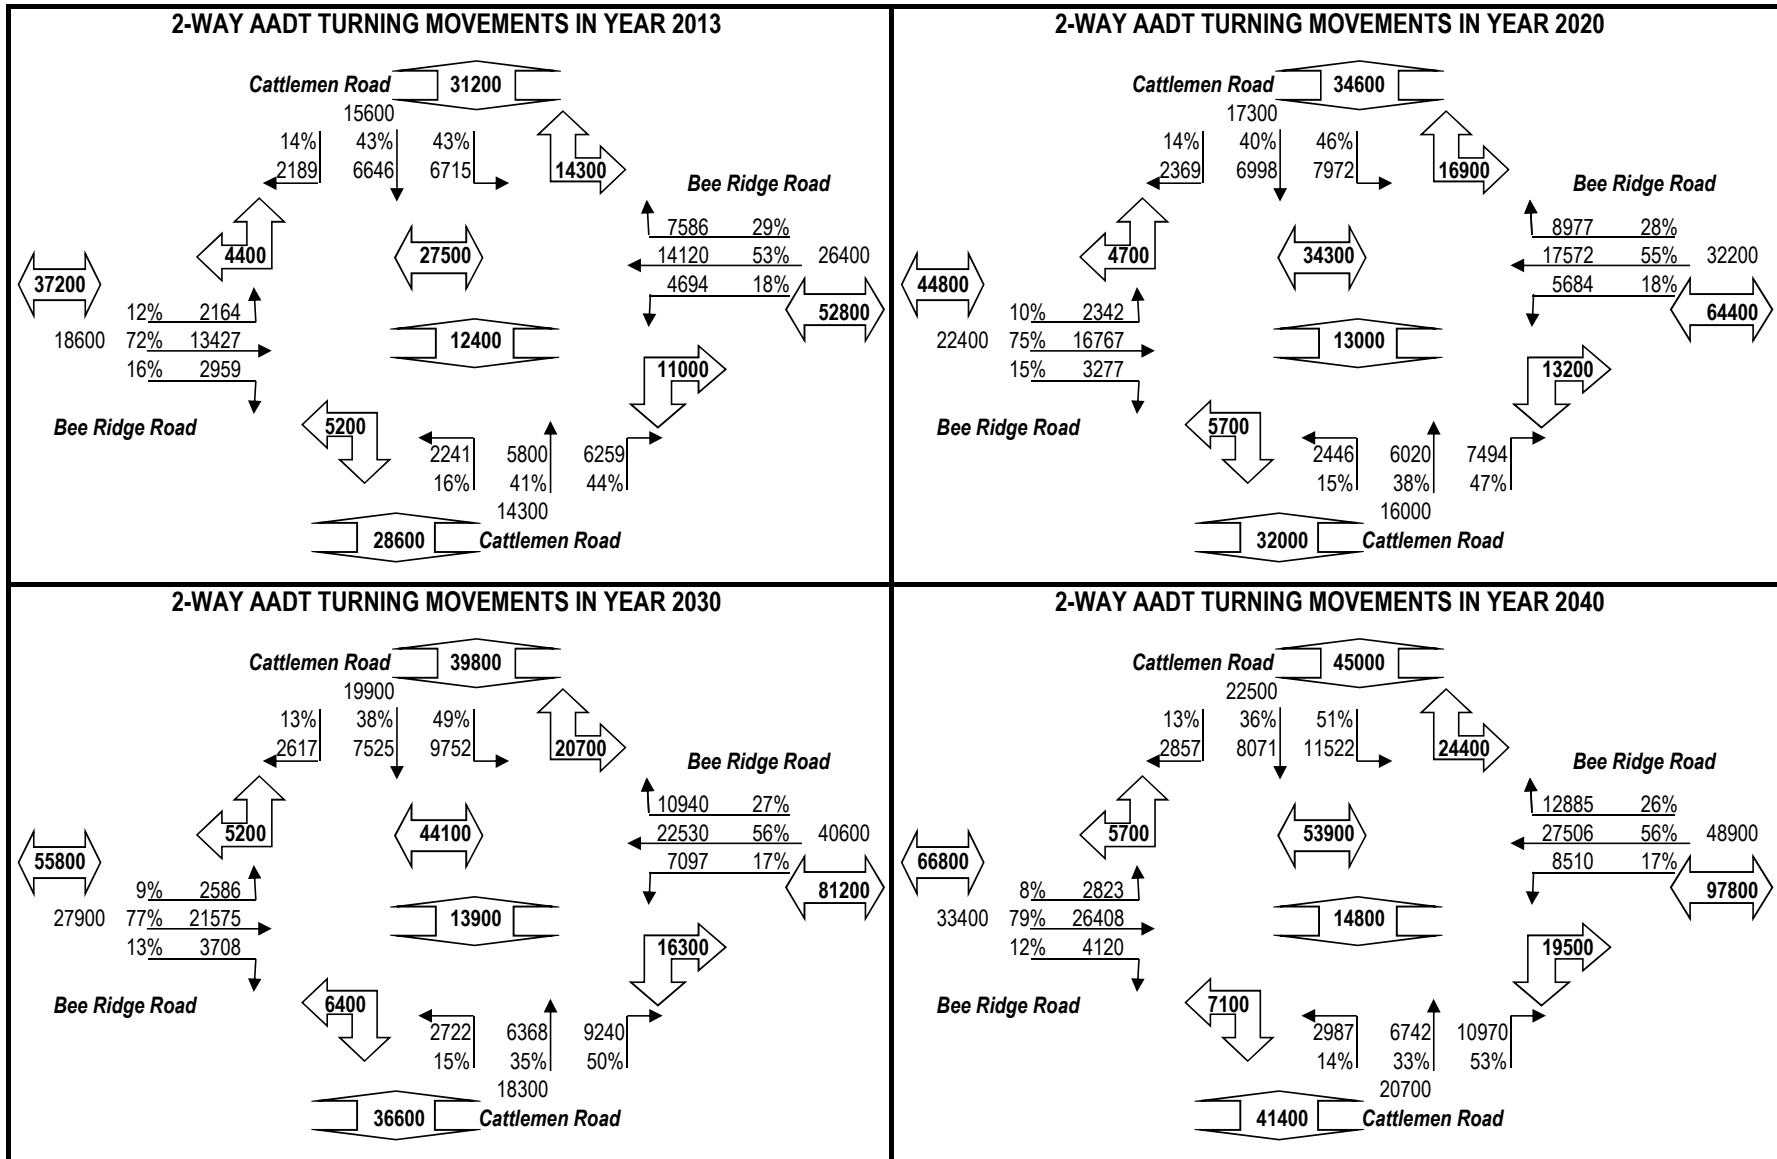 2-WAY AADT TURNING MOVEMENTS IN YEAR 2013
Cattlemen Road 31200
15600
14% 43% 43%
2189 6646 6715
14300
Bee Ridge Road
7586 29%
4400 27500 14120 53% 26400
37200
4694 18%
52800
12% 2164
18600 72% 13427 12400
16% 2959 11000
Bee Ridge Road 5200
2241 5800 6259
16% 41% 44%
14300
28600 Cattlemen Road
2-WAY AADT TURNING MOVEMENTS IN YEAR 2020
Cattlemen Road 34600
17300
14% 40% 46%
2369 6998 7972
16900
Bee Ridge Road
8977 28%
4700 34300 17572 55% 32200
44800
5684 18%
64400
10% 2342
22400 75% 16767 13000
15% 3277 13200
Bee Ridge Road 5700
2446 6020 7494
15% 38% 47%
16000
32000 Cattlemen Road
2-WAY AADT TURNING MOVEMENTS IN YEAR 2030
Cattlemen Road 39800
19900
13% 38% 49%
2617 7525 9752
20700
Bee Ridge Road
10940 27%
5200 44100 22530 56% 40600
55800
7097 17%
81200
9% 2586
27900 77% 21575 13900
13% 3708 16300
Bee Ridge Road 6400
2722 6368 9240
15% 35% 50%
18300
36600 Cattlemen Road
2-WAY AADT TURNING MOVEMENTS IN YEAR 2040
Cattlemen Road 45000
22500
13% 36% 51%
2857 8071 11522
24400
Bee Ridge Road
12885 26%
5700 53900 27506 56% 48900
66800
8510 17%
97800
8% 2823
33400 79% 26408 14800
12% 4120 19500
Bee Ridge Road 7100
2987 6742 10970
14% 33% 53%
20700
41400 Cattlemen Road